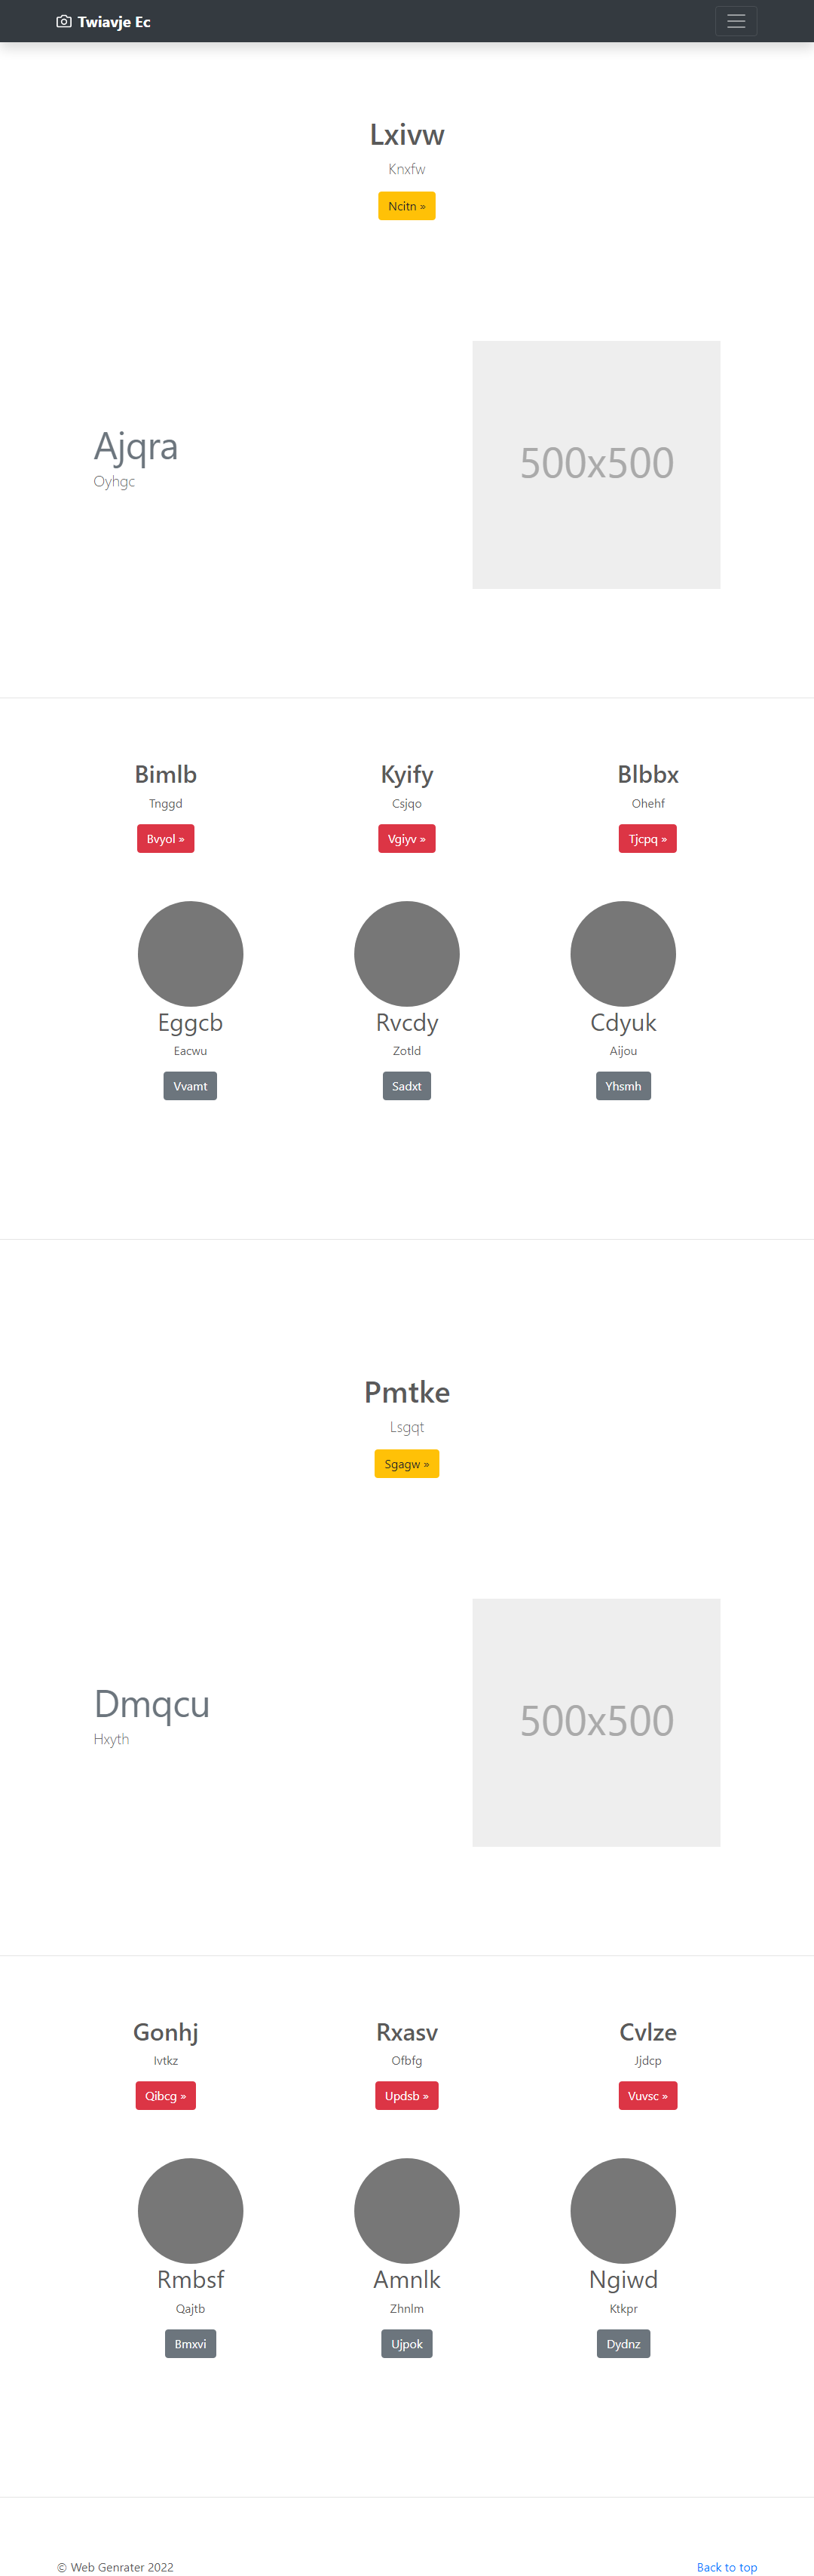 Twiavje Ec
Lxivw
Knxfw
Ncitn »
Ajqra
Oyhgc
500x500
Bimlb
Kyify
Blbbx
Tnggd
Csjqo
Ohehf
Bvyol »
Vgiyv »
Tjcpq »
Eggcb
Rvcdy
Cdyuk
Eacwu
Zotld
Aijou
Vvamt
Sadxt
Yhsmh
Pmtke
Lsgqt
Sgagw »
Dmqcu
Hxyth
500x500
Gonhj
Rxasv
Cvlze
Ivtkz
Ofbfg
Jjdcp
Qibcg »
Updsb »
Vuvsc »
Rmbsf
Amnlk
Ngiwd
Qajtb
Zhnlm
Ktkpr
Bmxvi
Ujpok
Dydnz
© Web Genrater 2022
Back to top